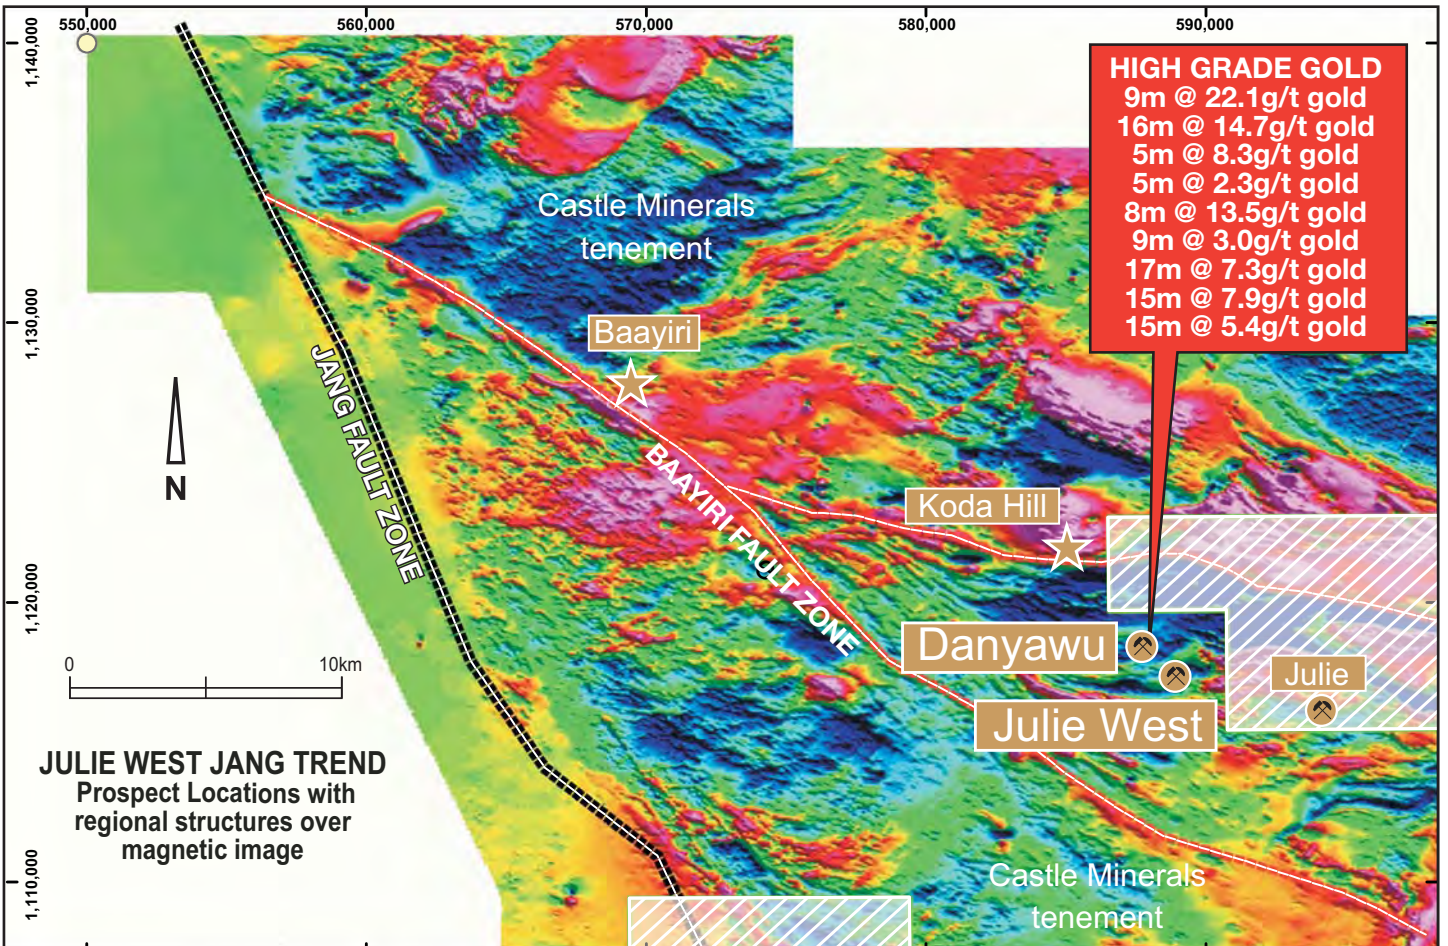 550,000
560,000
570,000
580,000
590,000
1,140,000
1,130,000
1,120,000
1,110,000
HIGH GRADE GOLD
9m @ 22.1g/t gold
16m @ 14.7g/t gold
5m @ 8.3g/t gold
5m @ 2.3g/t gold
8m @ 13.5g/t gold
9m @ 3.0g/t gold
17m @ 7.3g/t gold
15m @ 7.9g/t gold
15m @ 5.4g/t gold
Castle Minerals
tenement
Baayiri
JANG FAULT ZONE
BAAYIRI FAULT ZONE
N
Koda Hill
Danyawu
Julie
Julie West
0
10km
JULIE WEST JANG TREND
Prospect Locations with
regional structures over
magnetic image
Castle Minerals
tenement